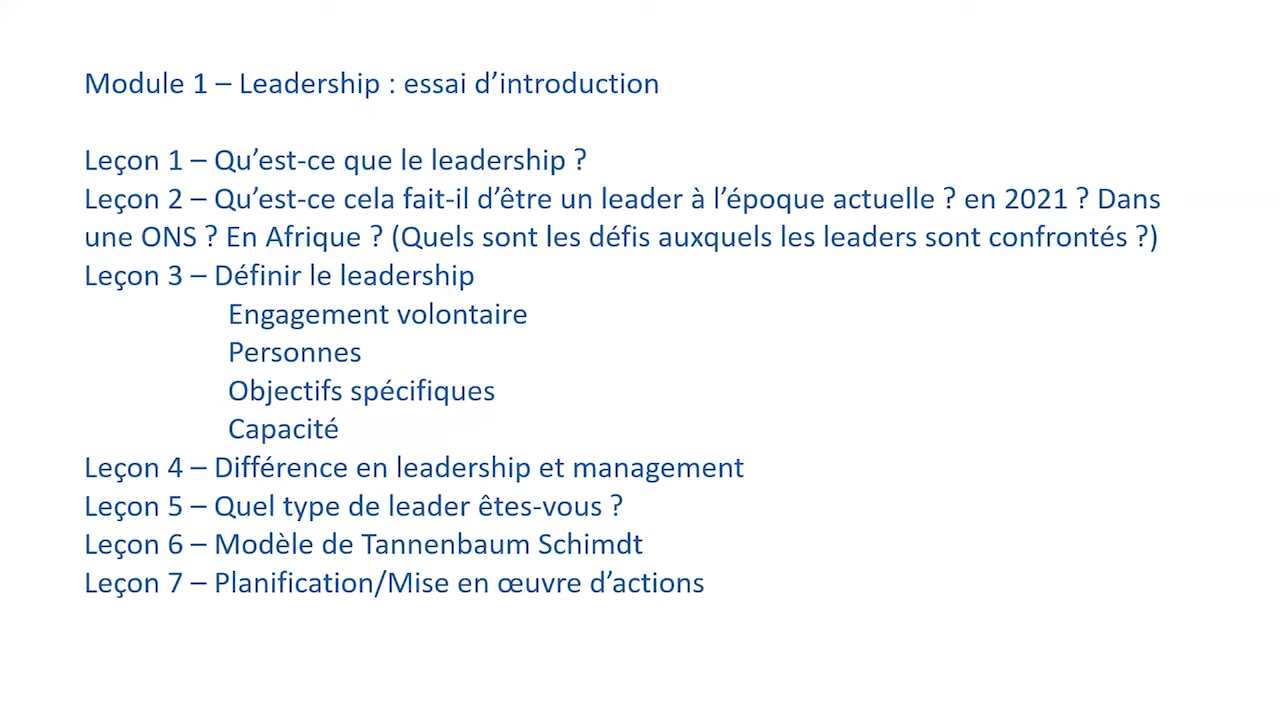 Module 1 – Leadership : essai d’introduction
Leçon 1 – Qu’est-ce que le leadership ?
Leçon 2 – Qu’est-ce cela fait-il d’être un leader à l’époque actuelle ? en 2021 ? Dans
une ONS ? En Afrique ? (Quels sont les défis auxquels les leaders sont confrontés ?)
Leçon 3 – Définir le leadership
Engagement volontaire
Personnes
Objectifs spécifiques
Capacité
Leçon 4 – Différence en leadership et management
Leçon 5 – Quel type de leader êtes-vous ?
Leçon 6 – Modèle de Tannenbaum Schimdt
Leçon 7 – Planification/Mise en œuvre d’actions